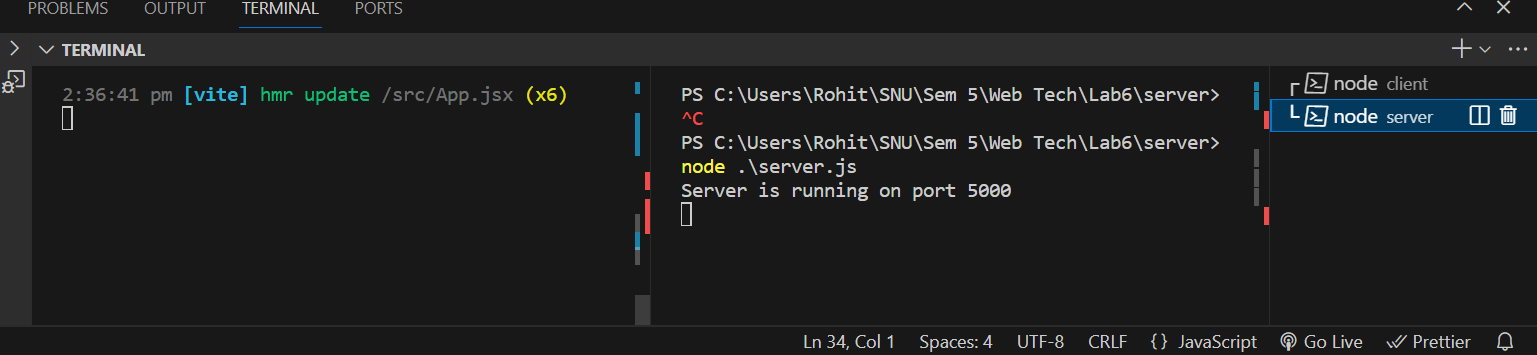 PROBLEMS OUTPUT TERMINAL PORTS
TERMINAL
2:36:41 pm [vite] hmr update /src/App.jsx (x6)
PS C:\Users\Rohit\SNU\Sem 5\Web Tech\Lab6\server>
^C
PS C:\Users\Rohit\SNU\Sem 5\Web Tech\Lab6\server>
node .\server.js
Server is running on port 5000
node client
node server
Ln 34, Col 1 Spaces: 4 UTF-8 CRLF {} JavaScript Go Live Prettier